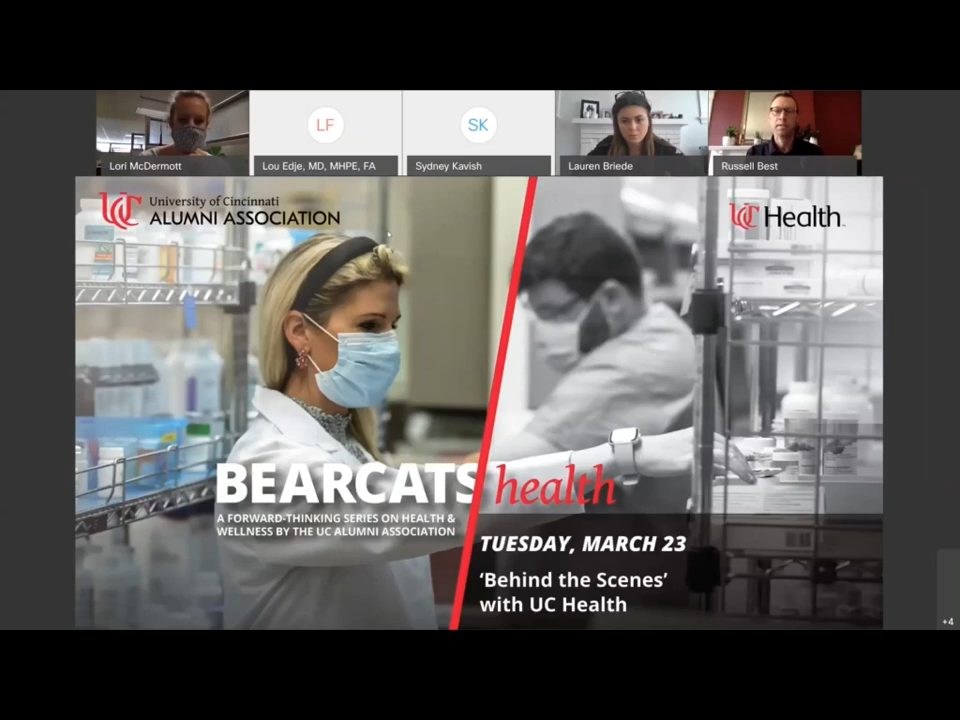 LF
SK
Lori McDermott
Lou Edje, MD, MHPE, FA
Sydney Kavish
Lauren Briede
Russell Best
UC
University of Cincinnati
ALUMNI ASSOCIATION
UC Health
BEARCATS health
A FORWARD-THINKING SERIES ON HEALTH &
WELLNESS BY THE UC ALUMNI ASSOCIATION
TUESDAY, MARCH 23
‘Behind the Scenes’
with UC Health
+4